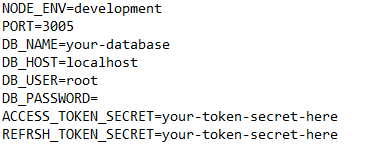 NODE_ENV=development
PORT=3005
DB_NAME=your-database
DB_HOST=localhost
DB_USER=root
DB_PASSWORD=
ACCESS_TOKEN_SECRET=your-token-secret-here
REFRSH_TOKEN_SECRET=your-token-secret-here